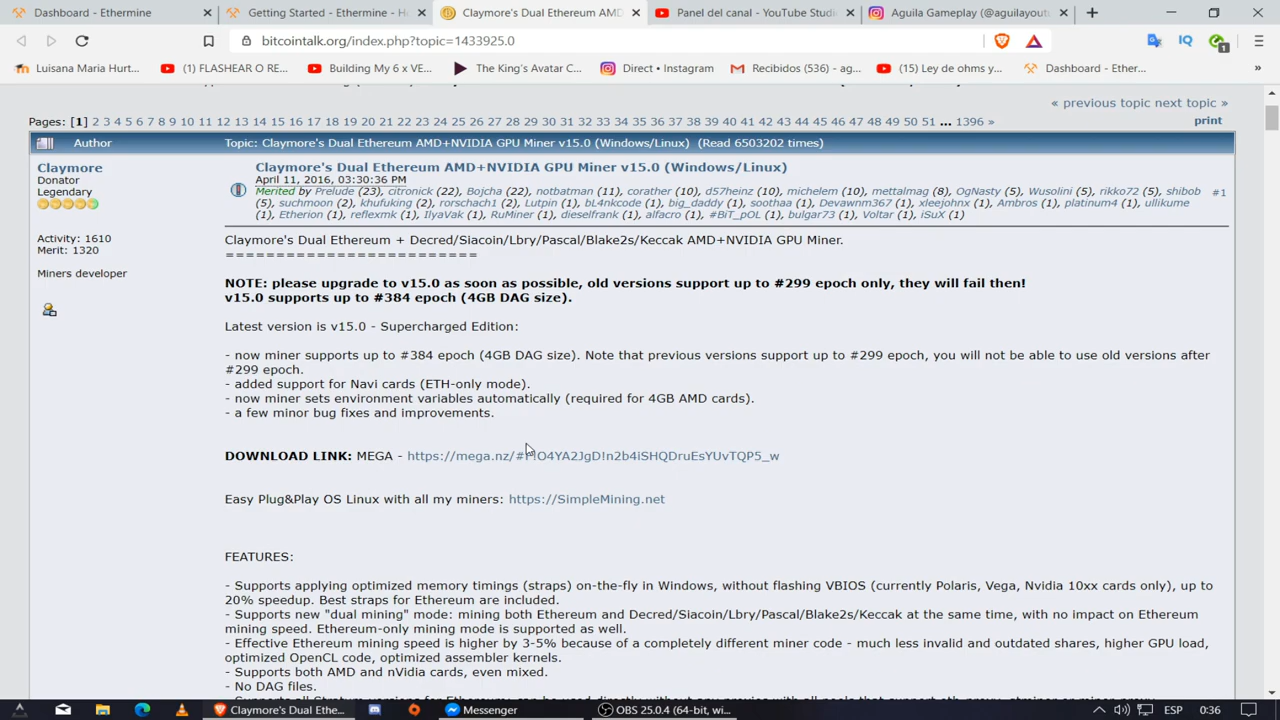 Dashboard - Ethermine
Getting Started - Ethermine - H
Claymore's Dual Ethereum AMD
Panel del canal - YouTube Studi
Aguila Gameplay (@aguilayout
bitcointalk.org/index.php?topic=1433925.0
1
Luisana Maria Hurt...
(1) FLASHEAR O RE...
Building My 6 x VE...
The King's Avatar C...
Direct • Instagram
Recibidos (536) - ag...
(15) Ley de ohms y...
Dashboard - Ether...
»
« previous topic next topic »
Pages: [1] 2 3 4 5 6 7 8 9 10 11 12 13 14 15 16 17 18 19 20 21 22 23 24 25 26 27 28 29 30 31 32 33 34 35 36 37 38 39 40 41 42 43 44 45 46 47 48 49 50 51 ... 1396 »
print
Author
Topic: Claymore's Dual Ethereum AMD+NVIDIA GPU Miner v15.0 (Windows/Linux) (Read 6503202 times)
Claymore
Donator
Legendary
Activity: 1610
Merit: 1320
Miners developer
Claymore's Dual Ethereum AMD+NVIDIA GPU Miner v15.0 (Windows/Linux)
April 11, 2016, 03:30:36 PM
Merited by Prelude (23), citronick (22), Bojcha (22), notbatman (11), corather (10), d57heinz (10), michelem (10), mettalmag (8), OgNasty (5), Wusolini (5), rikko72 (5), shibob
(5), suchmoon (2), khufuking (2), rorschach1 (2), Lutpin (1), bL4nkcode (1), big_daddy (1), soothaa (1), Devawnm367 (1), xleejohnx (1), Ambros (1), platinum4 (1), ullikume
(1), Etherion (1), reflexmk (1), IlyaVak (1), RuMiner (1), dieselfrank (1), alfacro (1), #BiT_pOL (1), bulgar73 (1), Voltar (1), iSuX (1)
#1
Claymore's Dual Ethereum + Decred/Siacoin/Lbry/Pascal/Blake2s/Keccak AMD+NVIDIA GPU Miner.
=========================
NOTE: please upgrade to v15.0 as soon as possible, old versions support up to #299 epoch only, they will fail then!
v15.0 supports up to #384 epoch (4GB DAG size).
Latest version is v15.0 - Supercharged Edition:
- now miner supports up to #384 epoch (4GB DAG size). Note that previous versions support up to #299 epoch, you will not be able to use old versions after
#299 epoch.
- added support for Navi cards (ETH-only mode).
- now miner sets environment variables automatically (required for 4GB AMD cards).
- a few minor bug fixes and improvements.
DOWNLOAD LINK: MEGA -
Easy Plug&Play OS Linux with all my miners: https://SimpleMining.net
FEATURES:
- Supports applying optimized memory timings (straps) on-the-fly in Windows, without flashing VBIOS (currently Polaris, Vega, Nvidia 10xx cards only), up to
20% speedup. Best straps for Ethereum are included.
- Supports new "dual mining" mode: mining both Ethereum and Decred/Siacoin/Lbry/Pascal/Blake2s/Keccak at the same time, with no impact on Ethereum
mining speed. Ethereum-only mining mode is supported as well.
- Effective Ethereum mining speed is higher by 3-5% because of a completely different miner code - much less invalid and outdated shares, higher GPU load,
optimized OpenCL code, optimized assembler kernels.
- Supports both AMD and nVidia cards, even mixed.
- No DAG files.
Claymore's Dual Ethe...
Messenger
OBS 25.0.4 (64-bit, wi...
ESP
0:36